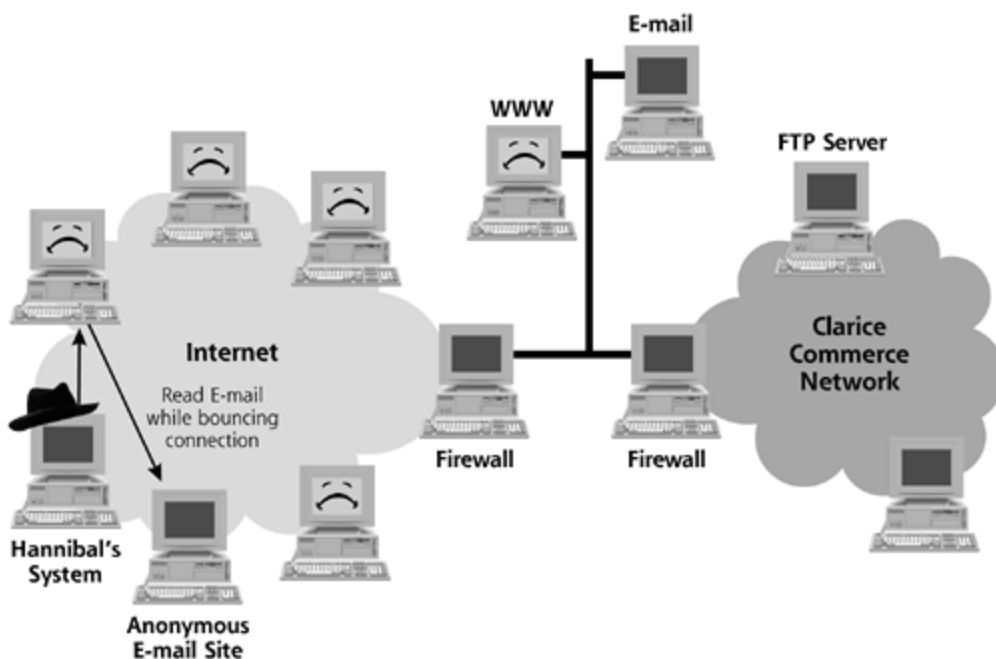 E-mail
WWW
FTP Server
Internet
Read E-mail
while bouncing
connection
Clarice
Commerce
Network
Firewall
Firewall
Hannibal's
System
Anonymous
E-mail Site